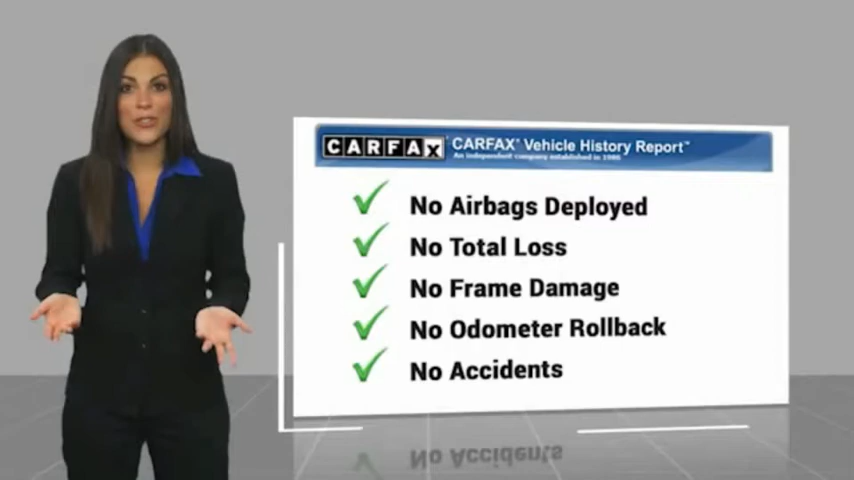 CARFAX CARFAX® Vehicle History Report™
An independent company established in 1986
No Airbags Deployed
No Total Loss
No Frame Damage
No Odometer Rollback
No Accidents
No Accidents